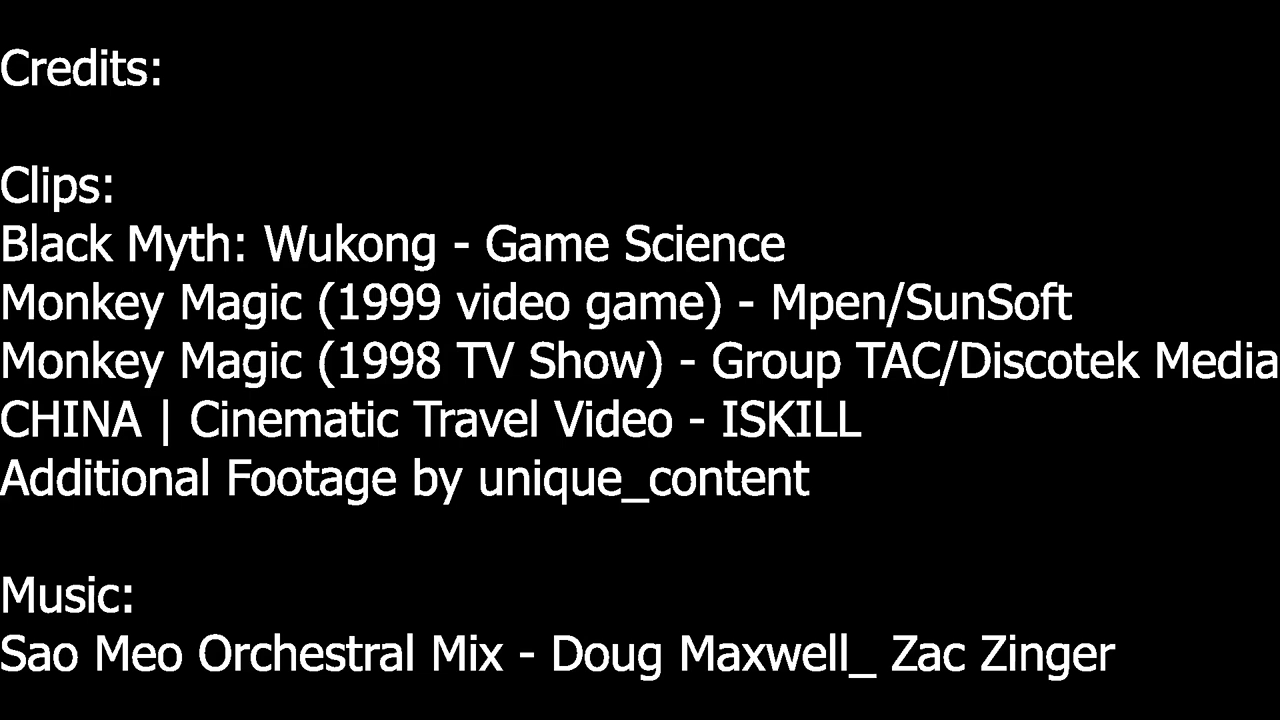 Credits:
Clips:
Black Myth: Wukong - Game Science
Monkey Magic (1999 video game) - Mpen/SunSoft
Monkey Magic (1998 TV Show) - Group TAC/Discotek Media
CHINA | Cinematic Travel Video - ISKILL
Additional Footage by unique_content
Music:
Sao Meo Orchestral Mix - Doug Maxwell_ Zac Zinger